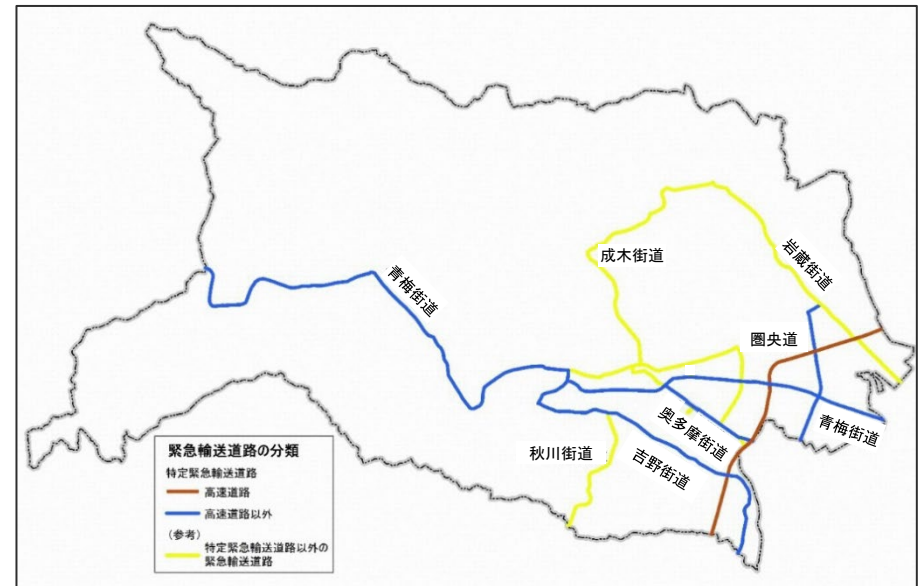 成木街道
岩蔵街道
青梅街道
圏央道
奥多摩街道
青梅街道
秋川街道
吉野街道
緊急輸送道路の分類
特定緊急輸送道路
高速道路
高速道路以外
(参考)
特定緊急輸送道路以外の
緊急輸送道路